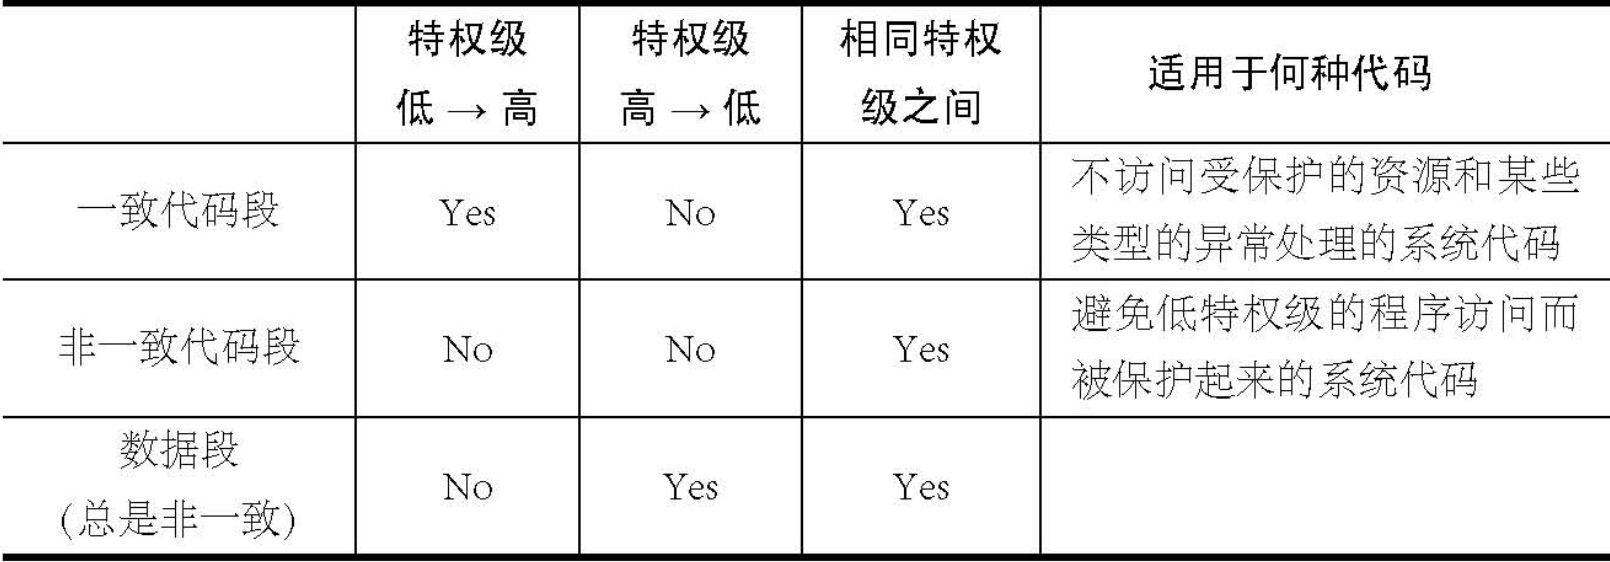 特权级 低 → 高
特权级 高 → 低
相同特权级之间
适用于何种代码
一致代码段
Yes
No
Yes
不访问受保护的资源和某些
类型的异常处理的系统代码
非一致代码段
No
No
Yes
避免低特权级的程序访问而
被保护起来的系统代码
数据段
(总是非一致)
No
Yes
Yes